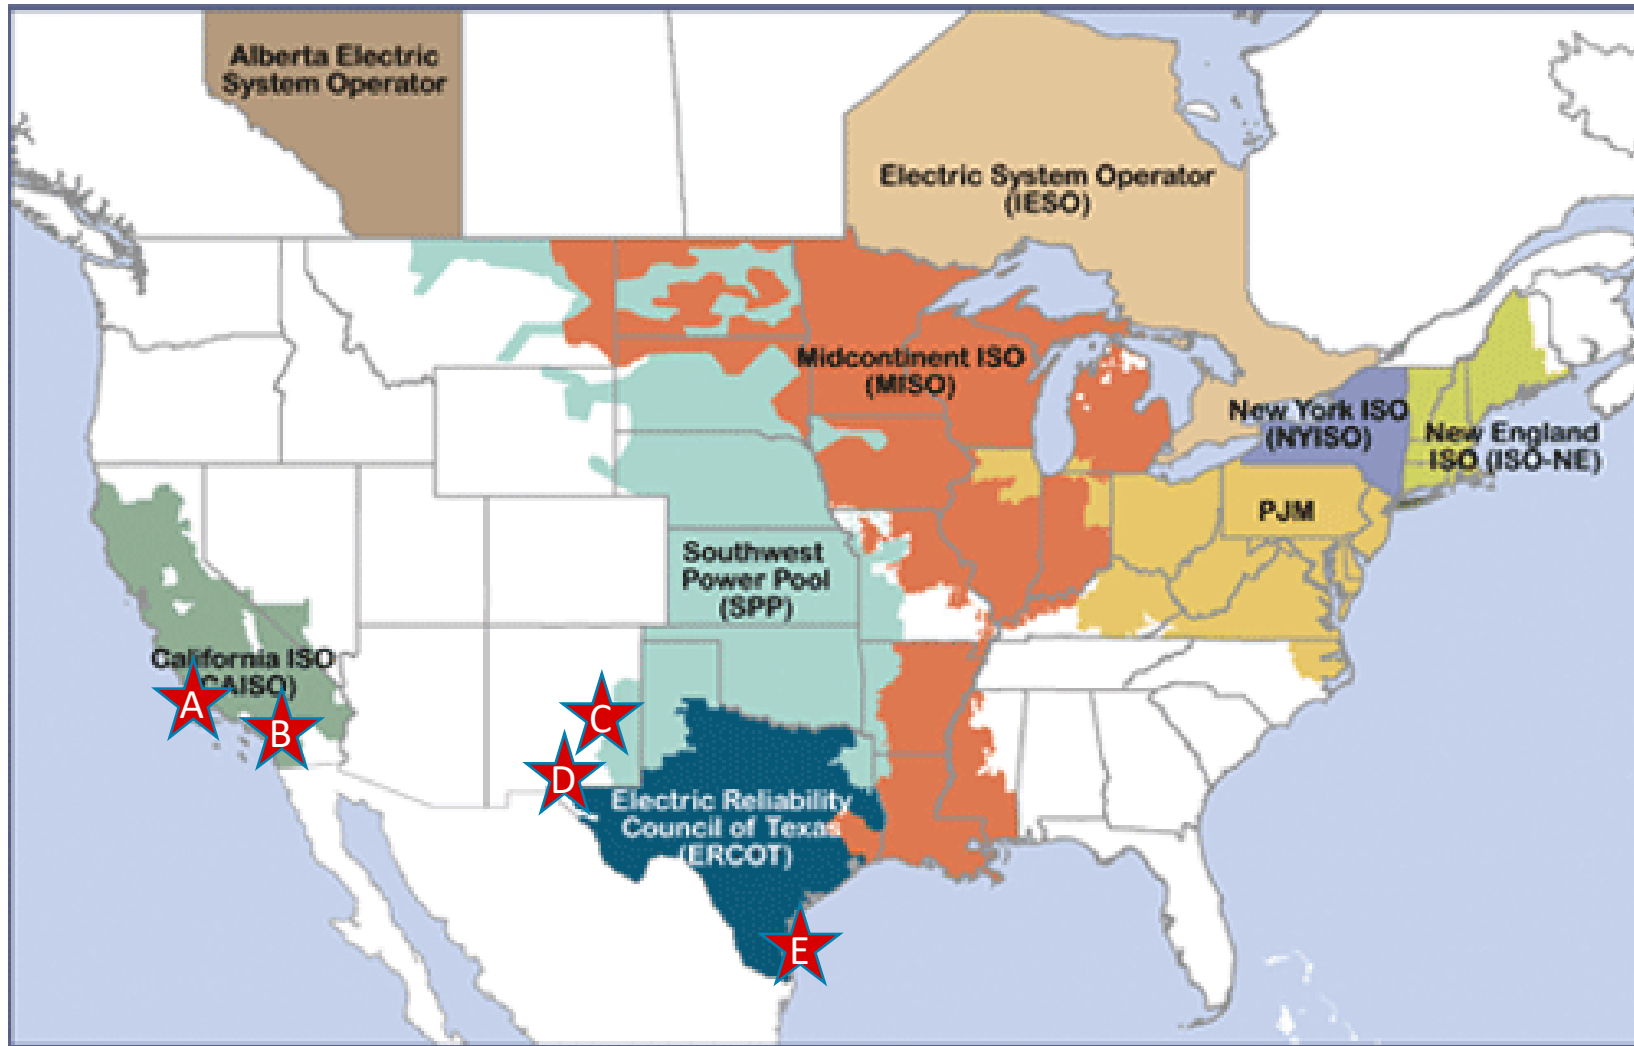 Alberta Electric
System Operator
Electric System Operator
(IESO)
Midcontinent ISO
(MISO)
New York ISO
(NYISO)
New England
ISO (ISO-NE)
PJM
Southwest
Power Pool
(SPP)
California ISO
(CAISO)
A
B
C
D
Electric Reliability
Council of Texas
(ERCOT)
E